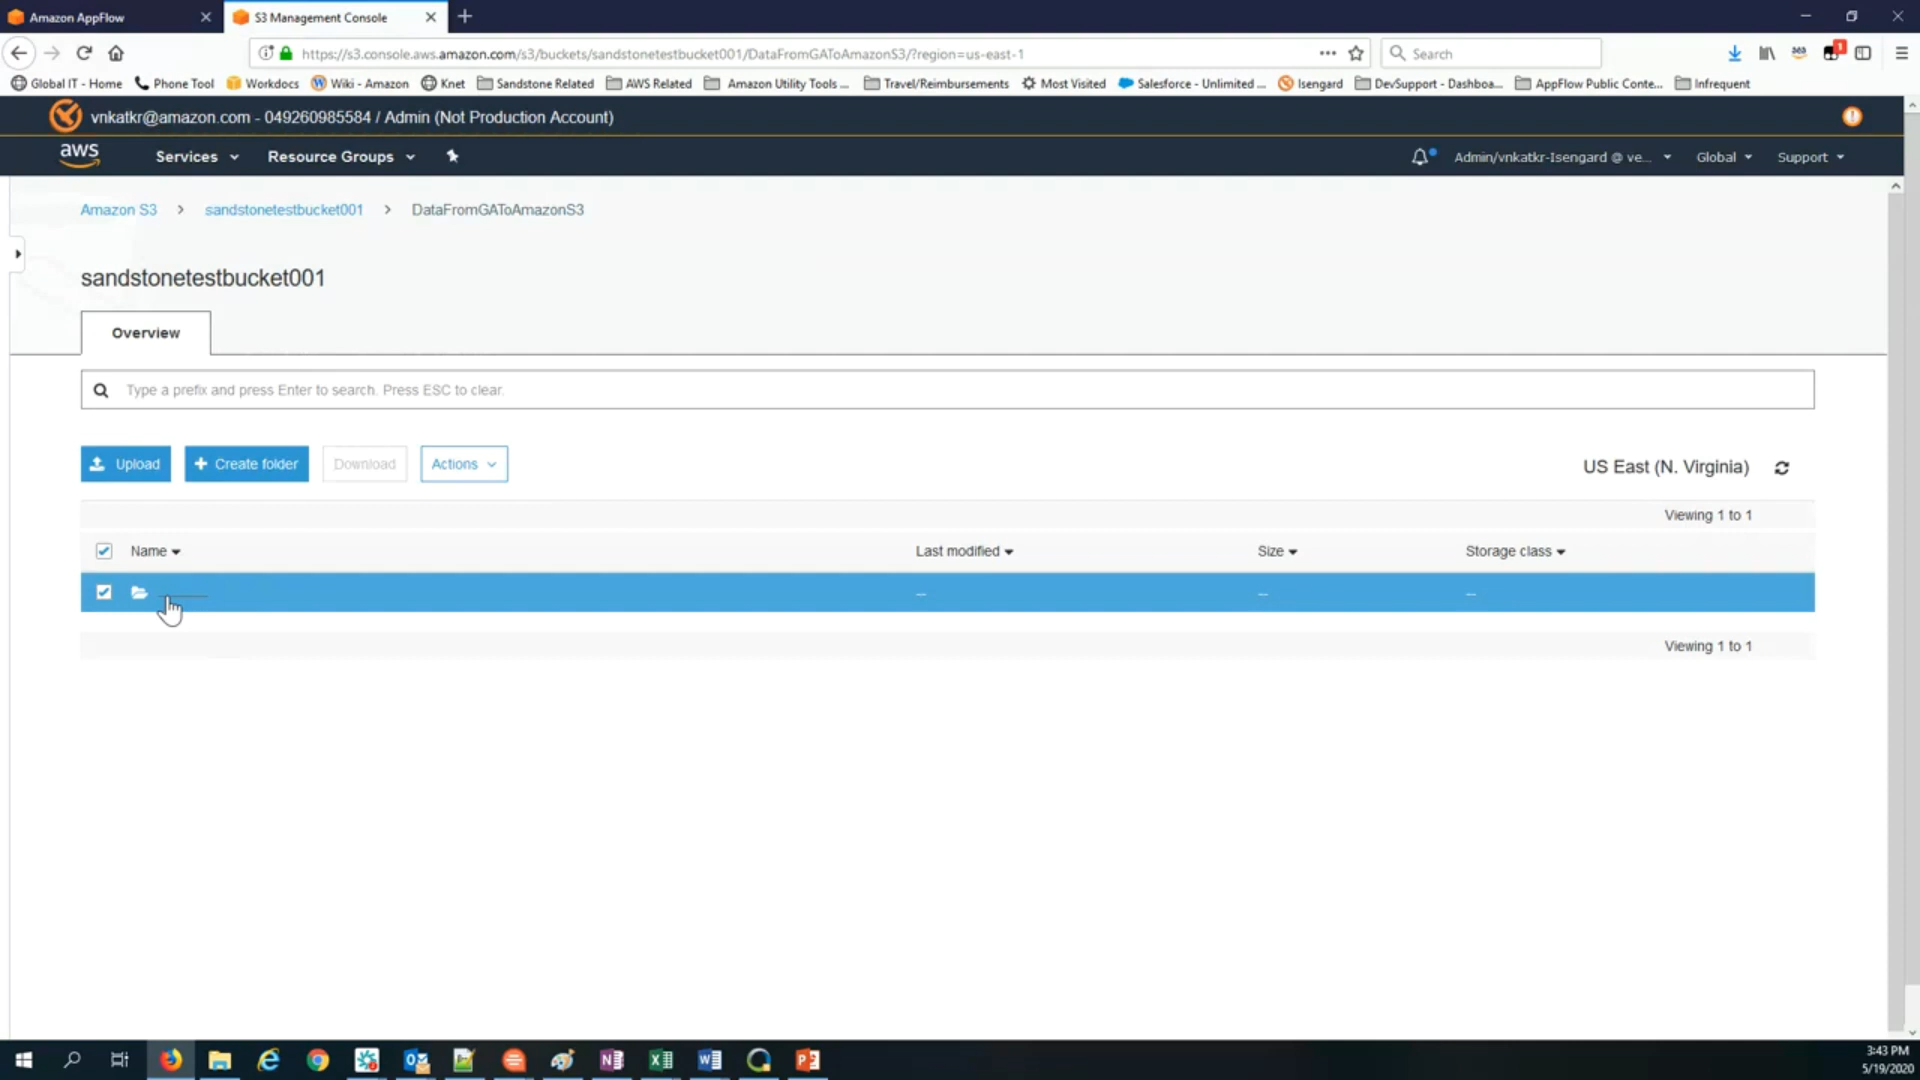 Amazon AppFlow
S3 Management Console
https://s3.console.aws.amazon.com/s3/buckets/sandstonetestbucket001/DataFromGAToAmazonS3/?region=us-east-1
Search
Global IT - Home
Phone Tool
Workdocs
Wiki - Amazon
Knet
Sandstone Related
AWS Related
Amazon Utility Tools ...
Travel/Reimbursements
Most Visited
Salesforce - Unlimited ...
Isengard
DevSupport - Dashboa...
AppFlow Public Conte...
Infrequent
vnkatkr@amazon.com - 049260985584 / Admin (Not Production Account)
aws
Services
Resource Groups
Admin/vnkatkr-Isengard @ ve...
Global
Support
Amazon S3 > sandstonetestbucket001 > DataFromGAToAmazonS3
sandstonetestbucket001
Overview
Type a prefix and press Enter to search. Press ESC to clear.
Upload
+ Create folder
Download
Actions
US East (N. Virginia)
Viewing 1 to 1
Name
Last modified
Size
Storage class
--
--
--
Viewing 1 to 1
3:43 PM
5/19/2020